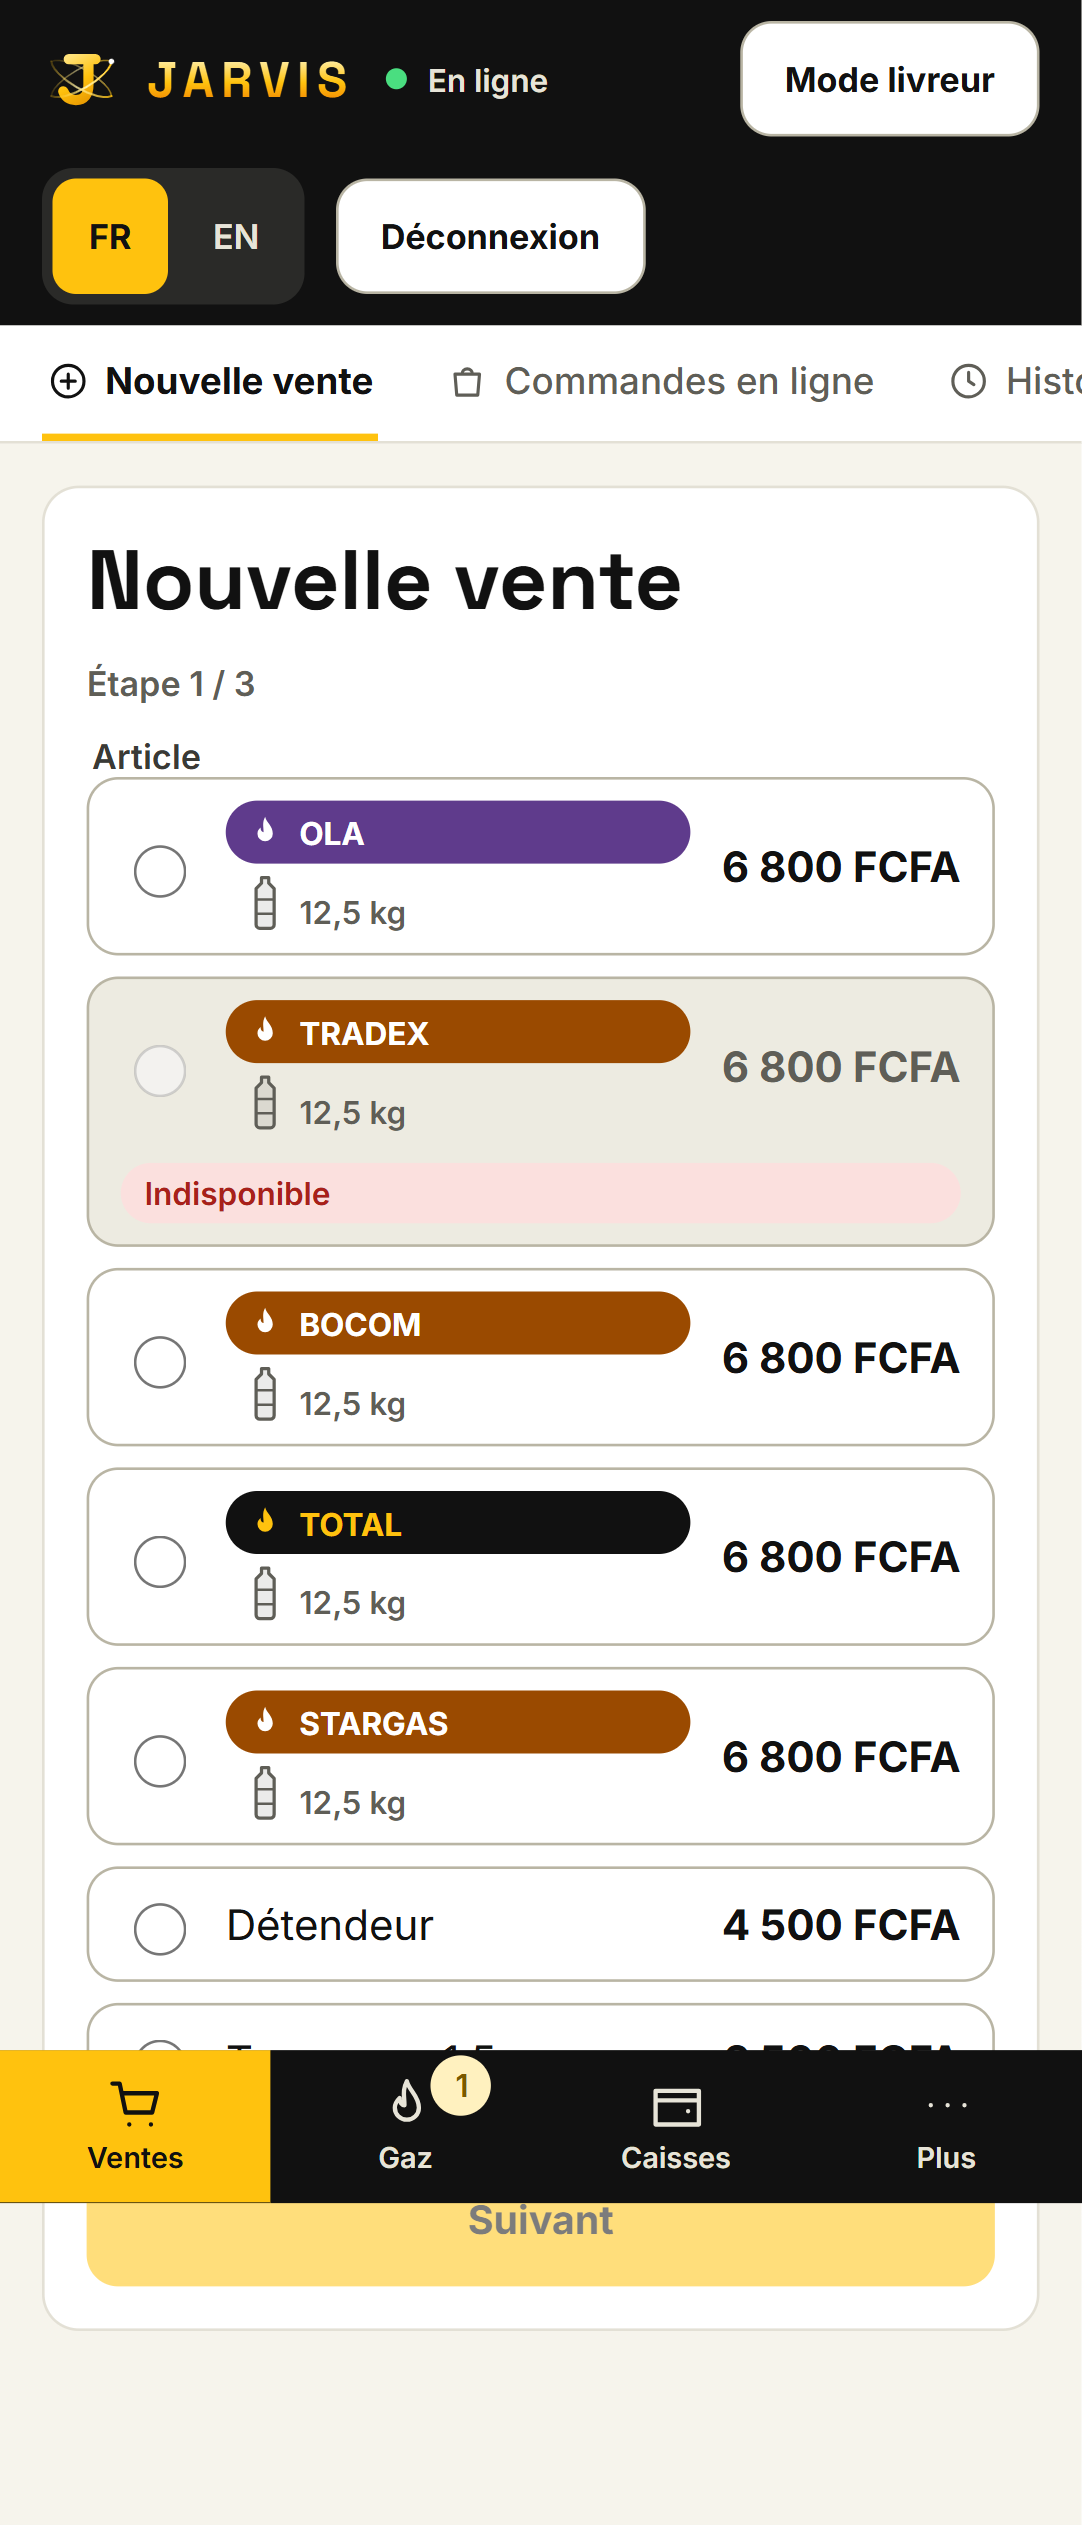 JARVIS
En ligne
Mode livreur
FR
EN
Déconnexion
Nouvelle vente
Commandes en ligne
Nouvelle vente
Étape 1 / 3
Article
OLA
12,5 kg
6 800 FCFA
TRADEX
12,5 kg
6 800 FCFA
Indisponible
BOCOM
12,5 kg
6 800 FCFA
TOTAL
12,5 kg
6 800 FCFA
STARGAS
12,5 kg
6 800 FCFA
Détendeur
4 500 FCFA
Ventes
Gaz
1
Caisses
Plus
Suivant